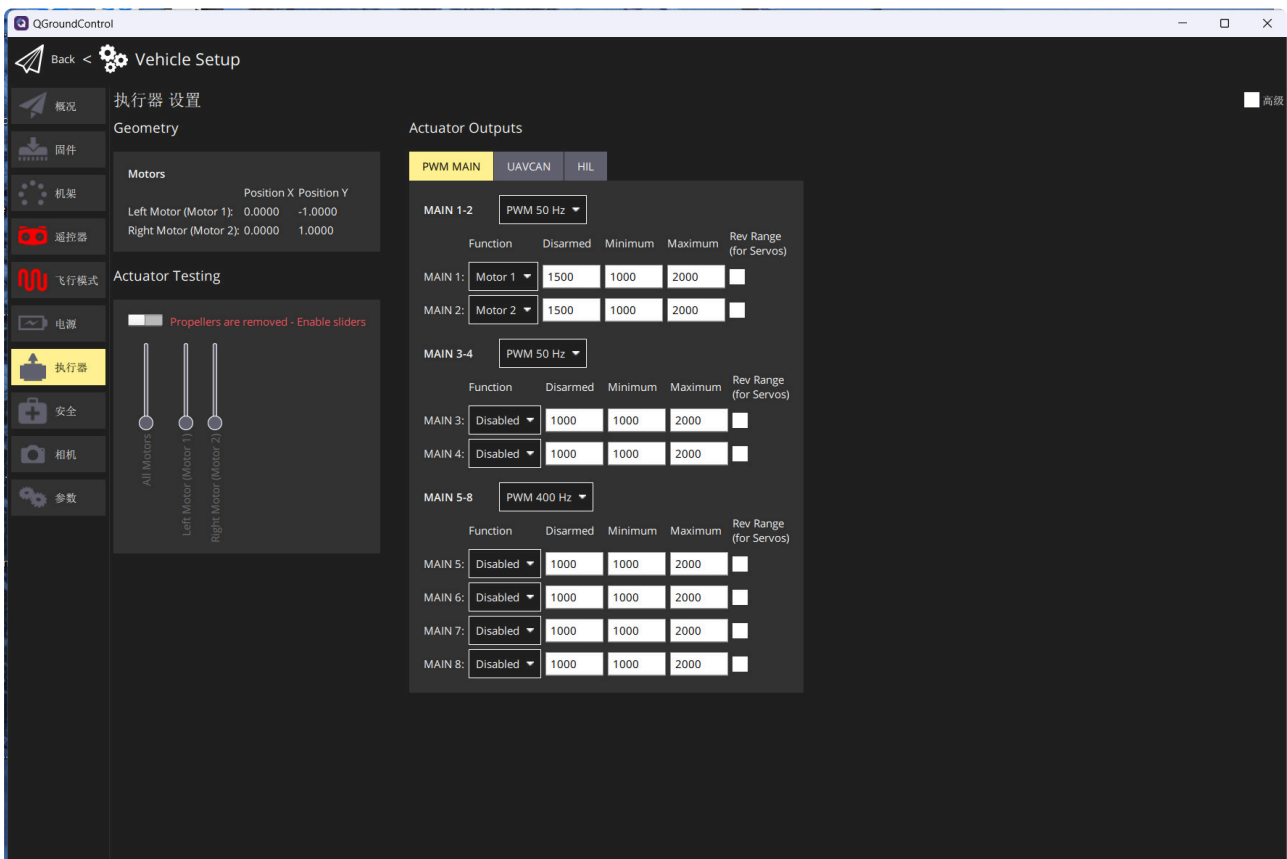 QGroundControl
Back < Vehicle Setup
概况
固件
机架
遥控器
飞行模式
电源
执行器
安全
相机
参数
执行器 设置
高级
Geometry
Motors
Position X Position Y
Left Motor (Motor 1): 0.0000 -1.0000
Right Motor (Motor 2): 0.0000 1.0000
Actuator Testing
Propellers are removed - Enable sliders
All Motors
Left Motor (Motor 1)
Right Motor (Motor 2)
Actuator Outputs
PWM MAIN UAVCAN HIL
MAIN 1-2 PWM 50 Hz
Function Disarmed Minimum Maximum Rev Range (for Servos)
MAIN 1: Motor 1 1500 1000 2000
MAIN 2: Motor 2 1500 1000 2000
MAIN 3-4 PWM 50 Hz
Function Disarmed Minimum Maximum Rev Range (for Servos)
MAIN 3: Disabled 1000 1000 2000
MAIN 4: Disabled 1000 1000 2000
MAIN 5-8 PWM 400 Hz
Function Disarmed Minimum Maximum Rev Range (for Servos)
MAIN 5: Disabled 1000 1000 2000
MAIN 6: Disabled 1000 1000 2000
MAIN 7: Disabled 1000 1000 2000
MAIN 8: Disabled 1000 1000 2000